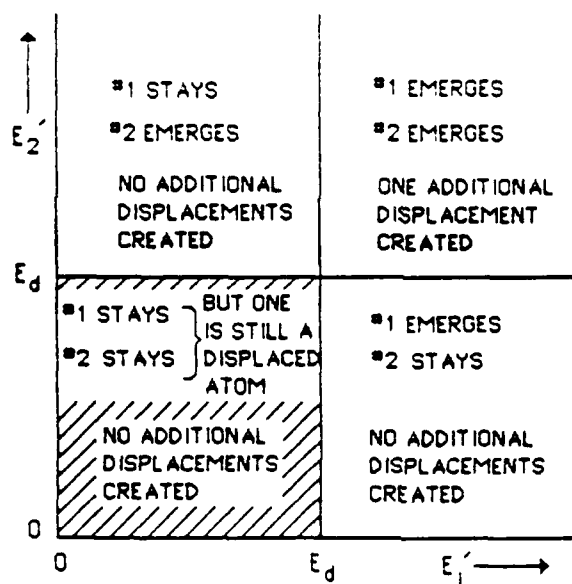 #1 STAYS
#2 EMERGES
NO ADDITIONAL
DISPLACEMENTS
CREATED
#1 EMERGES
#2 EMERGES
ONE ADDITIONAL
DISPLACEMENT
CREATED
E₂′
E_d
#1 STAYS
#2 STAYS
BUT ONE
IS STILL A
DISPLACED
ATOM
NO ADDITIONAL
DISPLACEMENTS
CREATED
#1 EMERGES
#2 STAYS
NO ADDITIONAL
DISPLACEMENTS
CREATED
0
0
E_d
E₁′